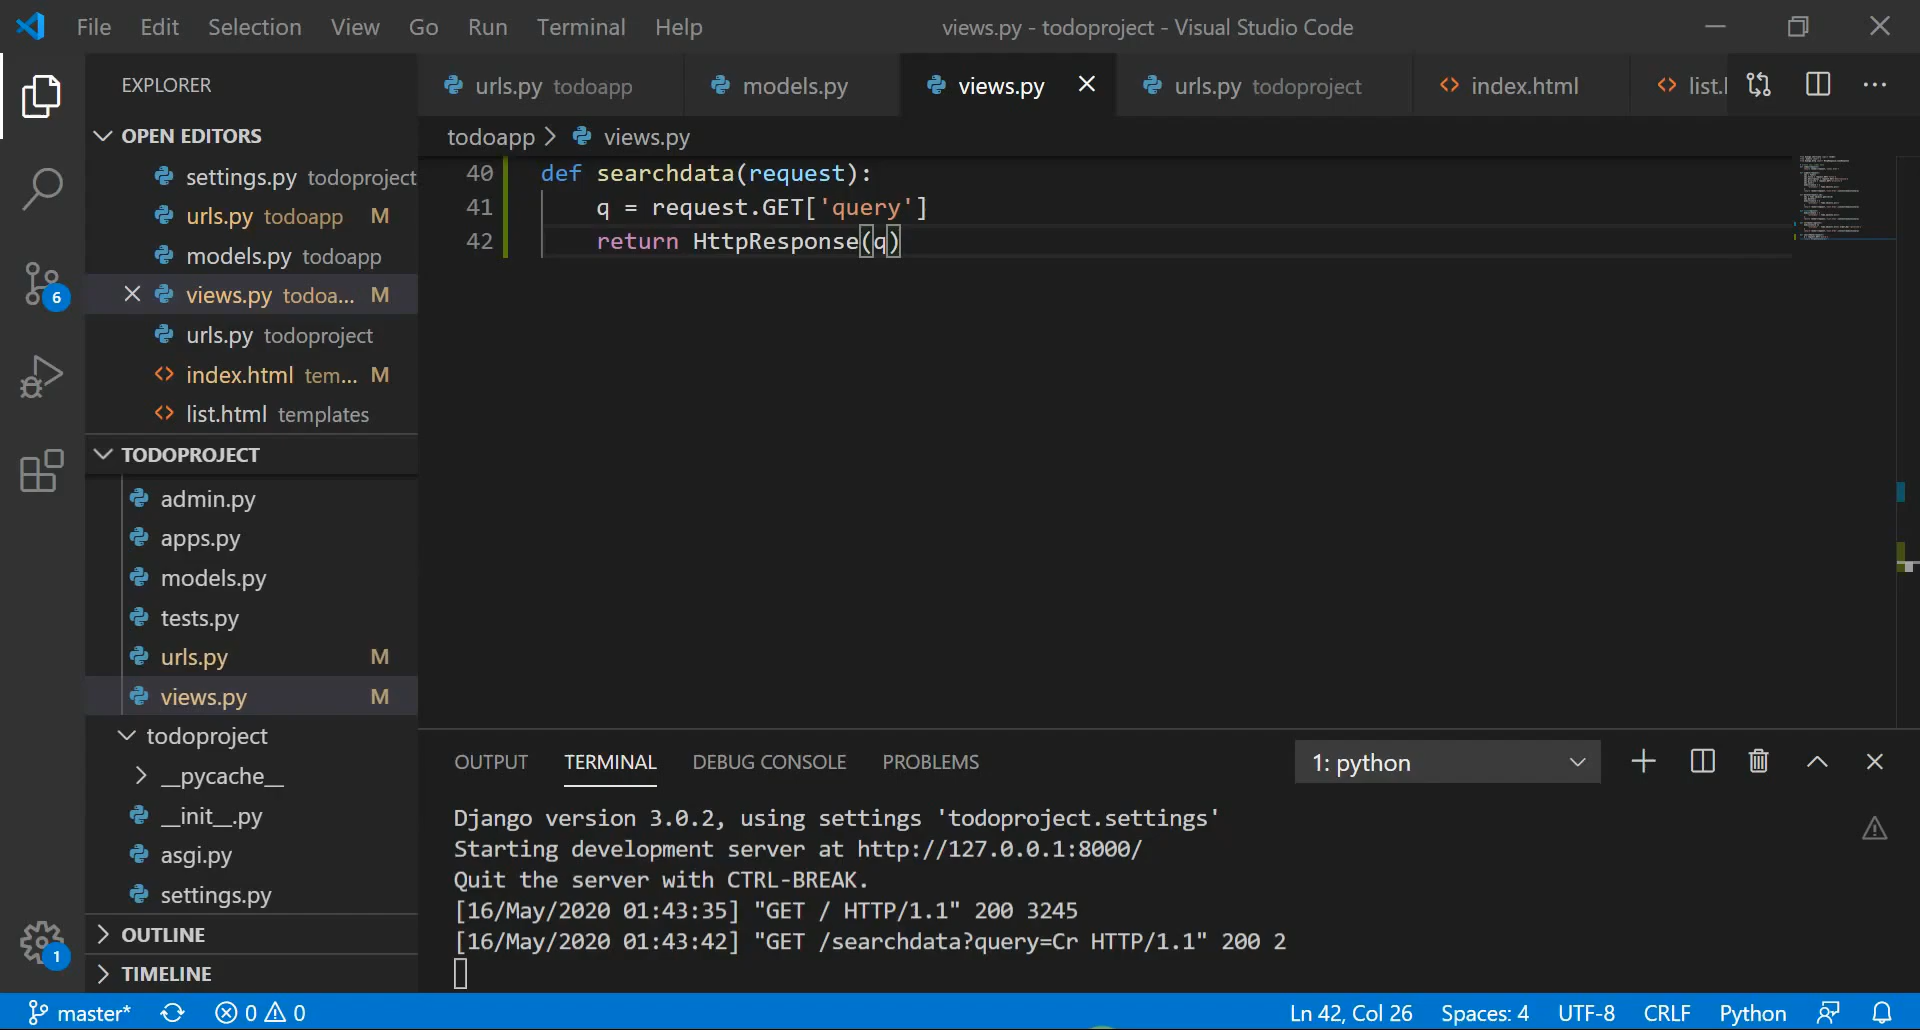 File Edit Selection View Go Run Terminal Help
views.py - todoproject - Visual Studio Code
EXPLORER
OPEN EDITORS
settings.py todoproject
urls.py todoapp M
models.py todoapp
views.py todoa... M
urls.py todoproject
index.html tem... M
list.html templates
TODOPROJECT
admin.py
apps.py
models.py
tests.py
urls.py M
views.py M
todoproject
__pycache__
__init__.py
asgi.py
settings.py
OUTLINE
TIMELINE
6
1
urls.py todoapp models.py views.py urls.py todoproject index.html list.
todoapp > views.py
40 def searchdata(request):
41 q = request.GET['query']
42 return HttpResponse(q)
OUTPUT TERMINAL DEBUG CONSOLE PROBLEMS 1: python
Django version 3.0.2, using settings 'todoproject.settings'
Starting development server at http://127.0.0.1:8000/
Quit the server with CTRL-BREAK.
[16/May/2020 01:43:35] "GET / HTTP/1.1" 200 3245
[16/May/2020 01:43:42] "GET /searchdata?query=Cr HTTP/1.1" 200 2
master* 0 0 Ln 42, Col 26 Spaces: 4 UTF-8 CRLF Python